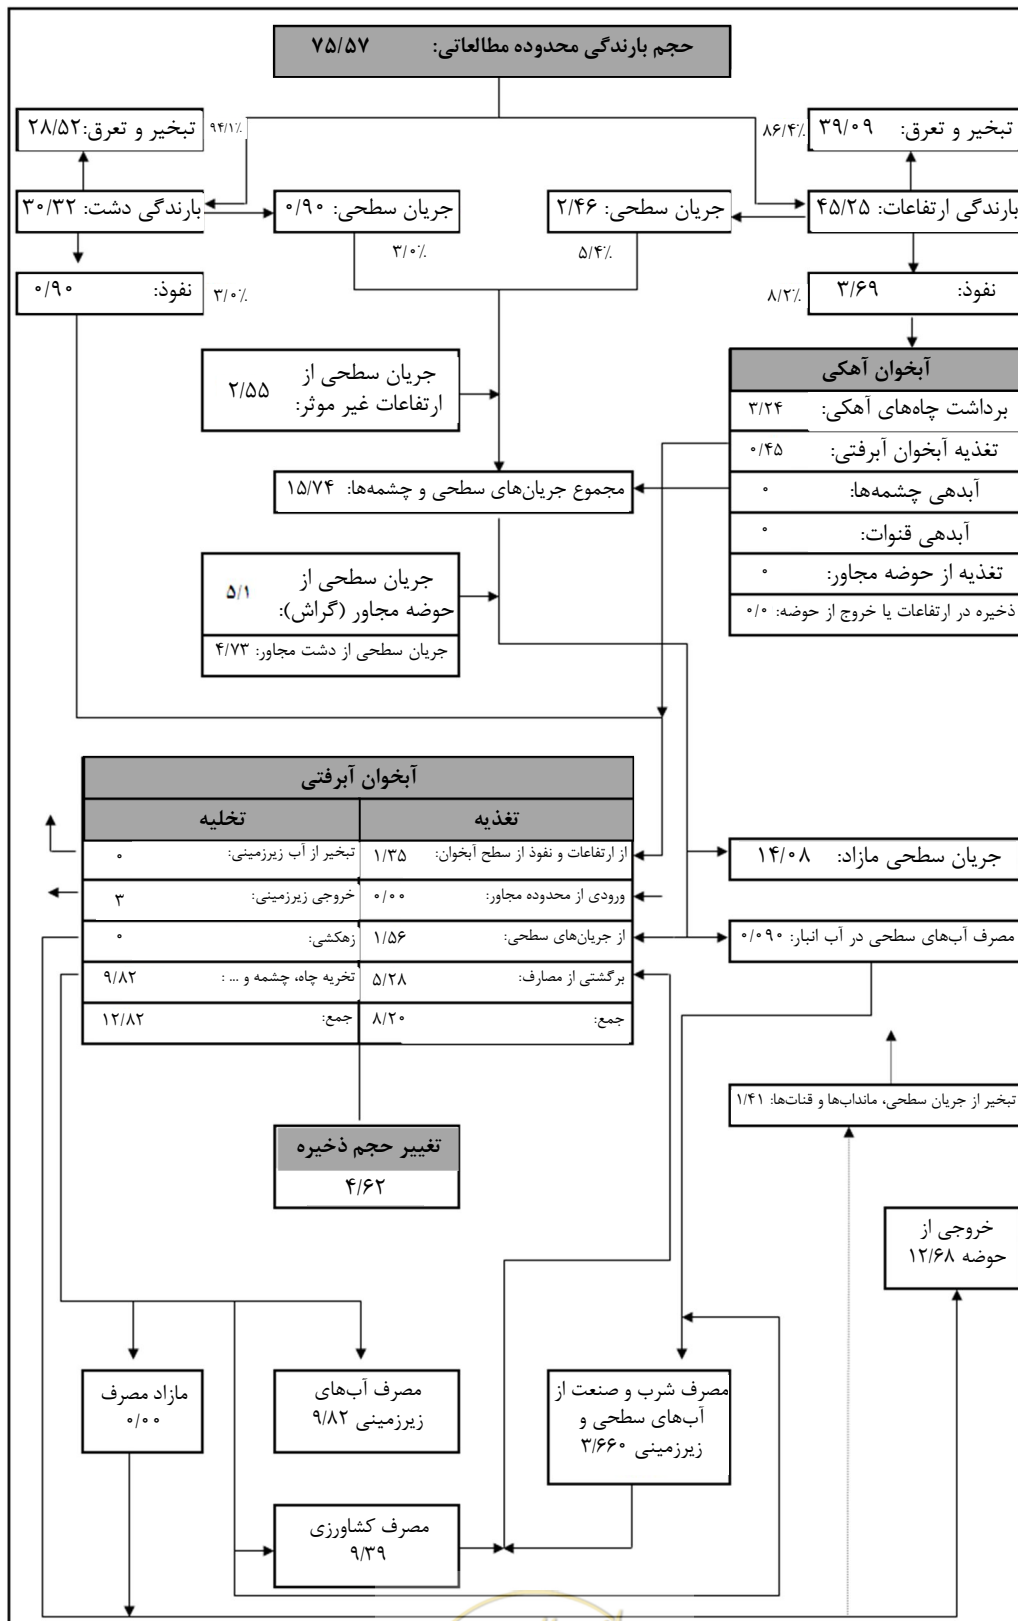 حجم بارندگی محدوده مطالعاتی: ۷۵/۵۷
تبخیر و تعرق: ۳۹/۰۹
۸۶/۴٪
۹۴/۱٪
تبخیر و تعرق:۲۸/۵۲
بارندگی ارتفاعات: ۴۵/۲۵
جریان سطحی: ۲/۴۶
جریان سطحی: ۰/۹۰
بارندگی دشت: ۳۰/۳۲
۵/۴٪
۳/۰٪
نفوذ: ۳/۶۹
۸/۲٪
۳/۰٪
نفوذ: ۰/۹۰
آبخوان آهکی
برداشت چاه‌های آهکی: ۳/۲۴
تغذیه آبخوان آبرفتی: ۰/۴۵
آبدهی چشمه‌ها: ۰
آبدهی قنوات: ۰
تغذیه از حوضه مجاور: ۰
ذخیره در ارتفاعات یا خروج از حوضه: ۰/۰
جریان سطحی از
ارتفاعات غیر موثر: ۲/۵۵
مجموع جریان‌های سطحی و چشمه‌ها: ۱۵/۷۴
جریان سطحی از
حوضه مجاور (گراش): ۵/۱
جریان سطحی از دشت مجاور: ۴/۷۳
آبخوان آبرفتی
تغذیه تخلیه
از ارتفاعات و نفوذ از سطح آبخوان: ۱/۳۵ تبخیر از آب زیرزمینی: ۰
ورودی از محدوده مجاور: ۰/۰۰ خروجی زیرزمینی: ۳
از جریان‌های سطحی: ۱/۵۶ زهکشی: ۰
برگشتی از مصارف: ۵/۲۸ تخریه چاه، چشمه و ... : ۹/۸۲
جمع: ۸/۲۰ جمع: ۱۲/۸۲
جریان سطحی مازاد: ۱۴/۰۸
مصرف آب‌های سطحی در آب انبار: ۰/۰۹۰
تبخیر از جریان سطحی، مانداب‌ها و قنات‌ها: ۱/۴۱
تغییر حجم ذخیره
۴/۶۲
خروجی از
حوضه ۱۲/۶۸
مصرف شرب و صنعت از
آب‌های سطحی و
زیرزمینی ۳/۶۶۰
مصرف آب‌های
زیرزمینی ۹/۸۲
مازاد مصرف
۰/۰۰
مصرف کشاورزی
۹/۳۹